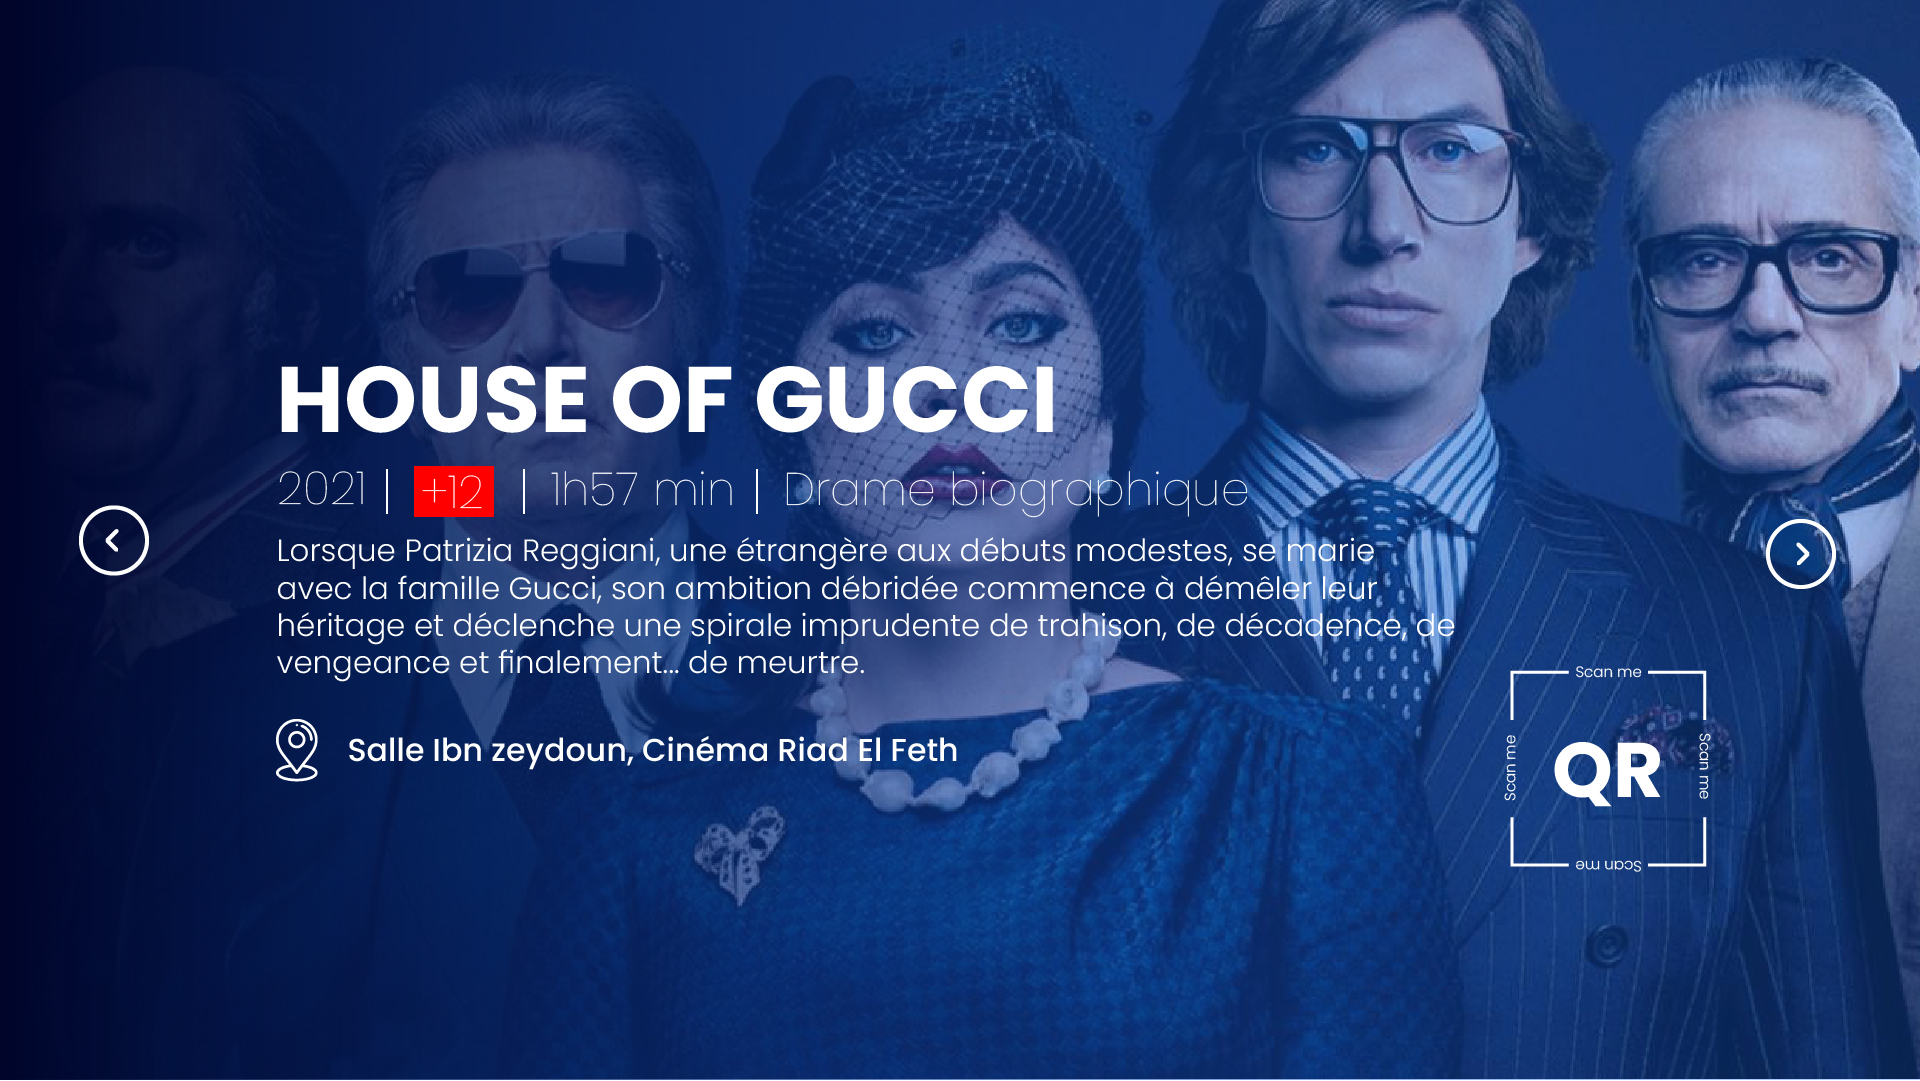 HOUSE OF GUCCI
2021 | +12 | 1h57 min | Drame biographique
Lorsque Patrizia Reggiani, une étrangère aux débuts modestes, se marie
avec la famille Gucci, son ambition débridée commence à démêler leur
héritage et déclenche une spirale imprudente de trahison, de décadence, de
vengeance et finalement... de meurtre.
Salle Ibn zeydoun, Cinéma Riad El Feth
Scan me
Scan me
QR
Scan me
Scan me